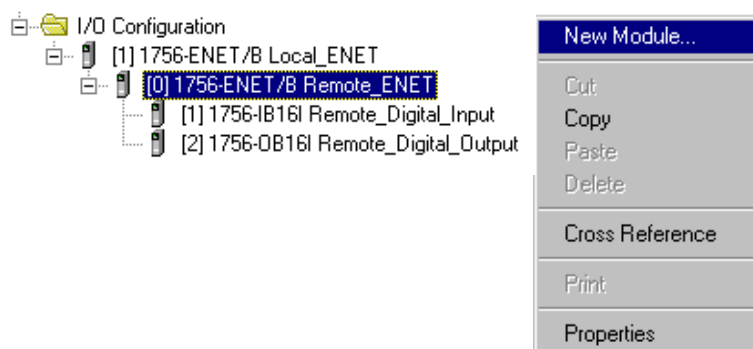 I/O Configuration
[1] 1756-ENET/B Local_ENET
[0] 1756-ENET/B Remote_ENET
[1] 1756-IB16I Remote_Digital_Input
[2] 1756-OB16I Remote_Digital_Output
New Module...
Cut
Copy
Paste
Delete
Cross Reference
Print
Properties